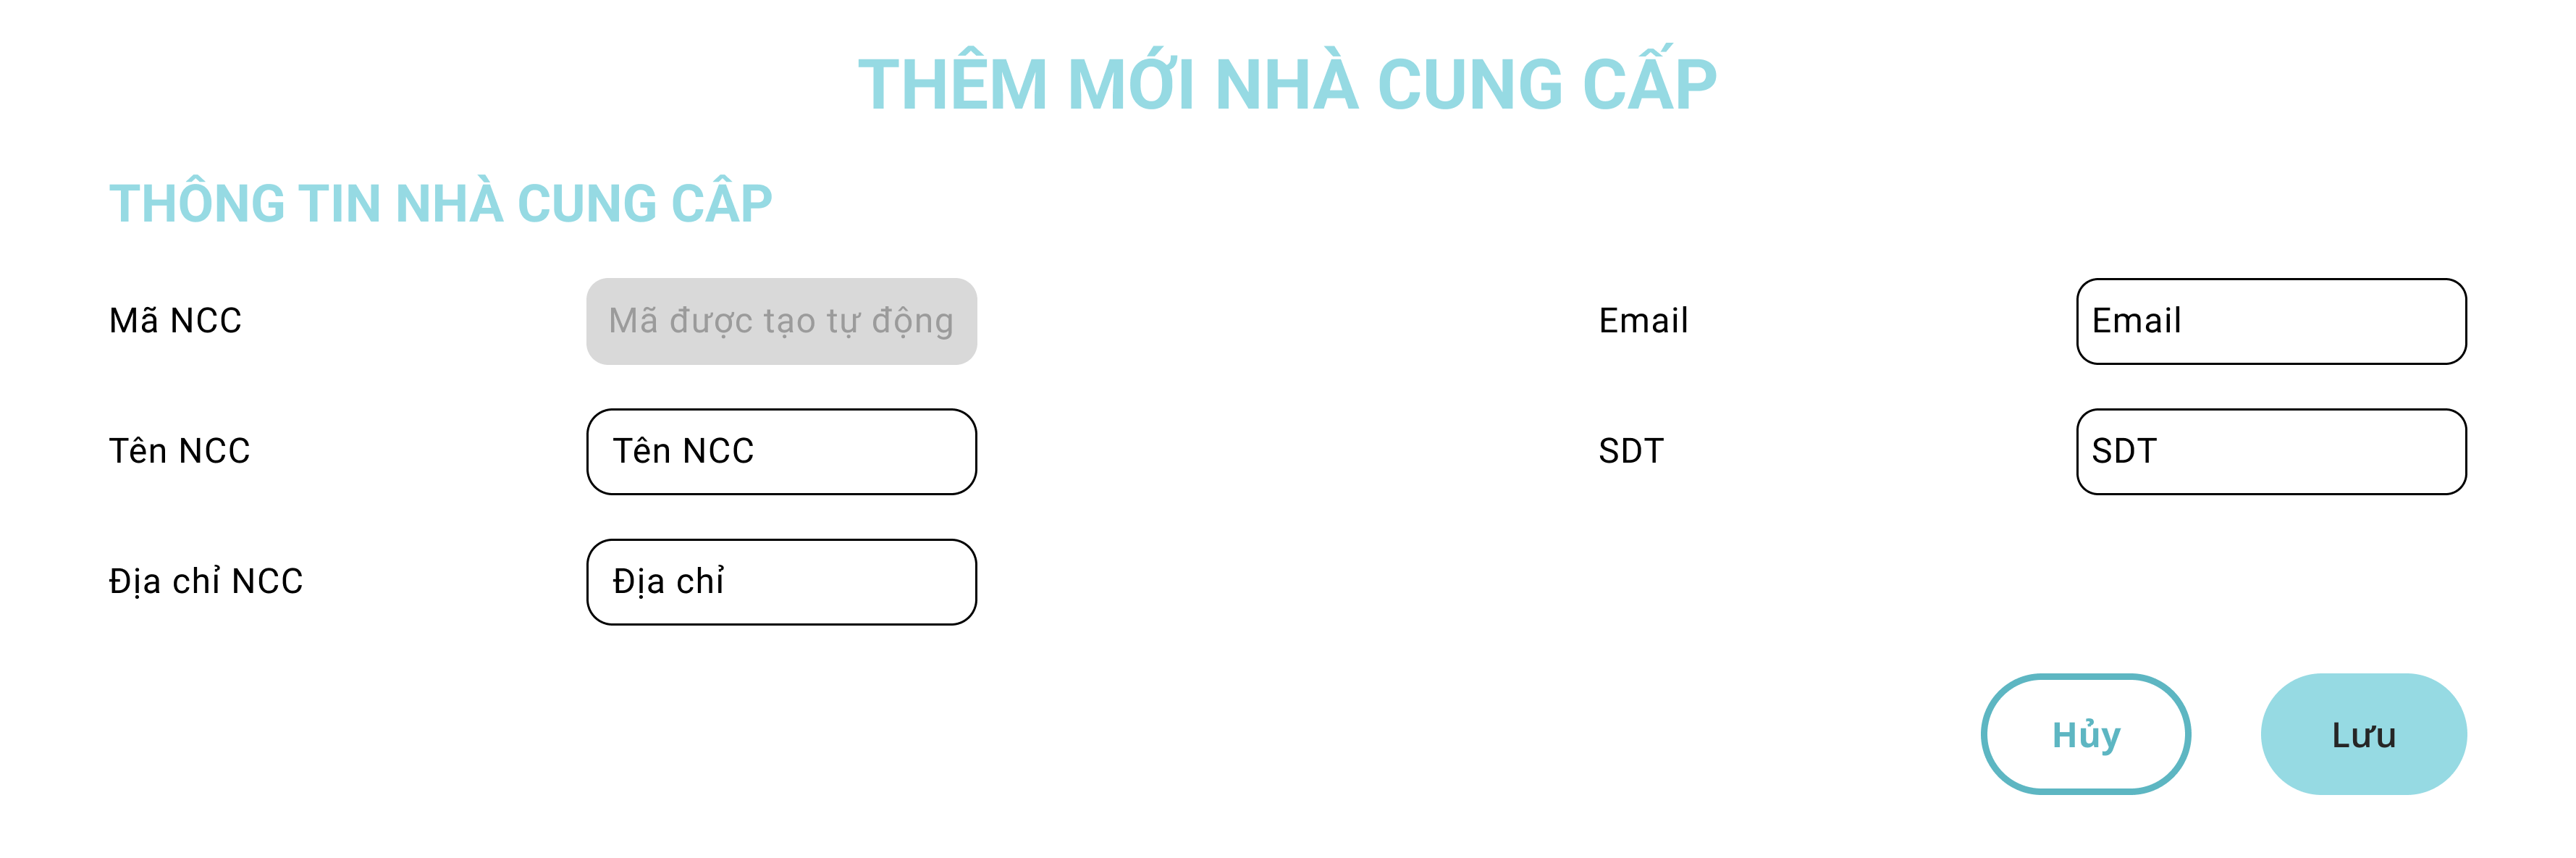 THÊM MỚI NHÀ CUNG CẤP
THÔNG TIN NHÀ CUNG CÂP
Mã NCC
Mã được tạo tự động
Email
Email
Tên NCC
Tên NCC
SDT
SDT
Địa chỉ NCC
Địa chỉ
Hủy
Lưu